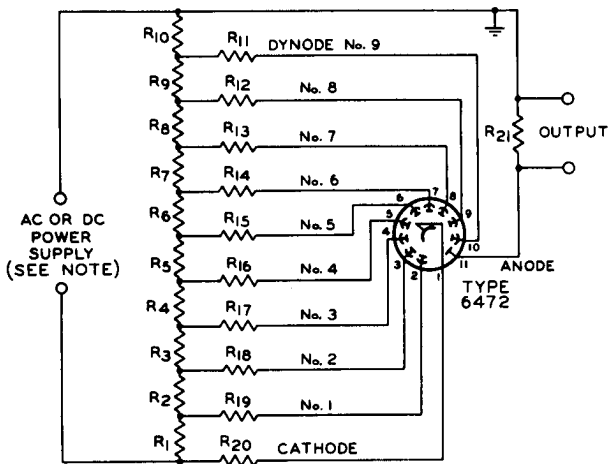 R10
R11
DYNODE No. 9
R9
R12
No. 8
R8
R13
No. 7
R21
OUTPUT
R7
R14
No. 6
6
7
8
R6
R15
No. 5
5
9
AC OR DC
POWER
SUPPLY
(SEE NOTE)
4
10
R5
R16
No. 4
3
2
1
11
ANODE
TYPE
6472
R4
R17
No. 3
R3
R18
No. 2
R2
R19
No. 1
R1
R20
CATHODE